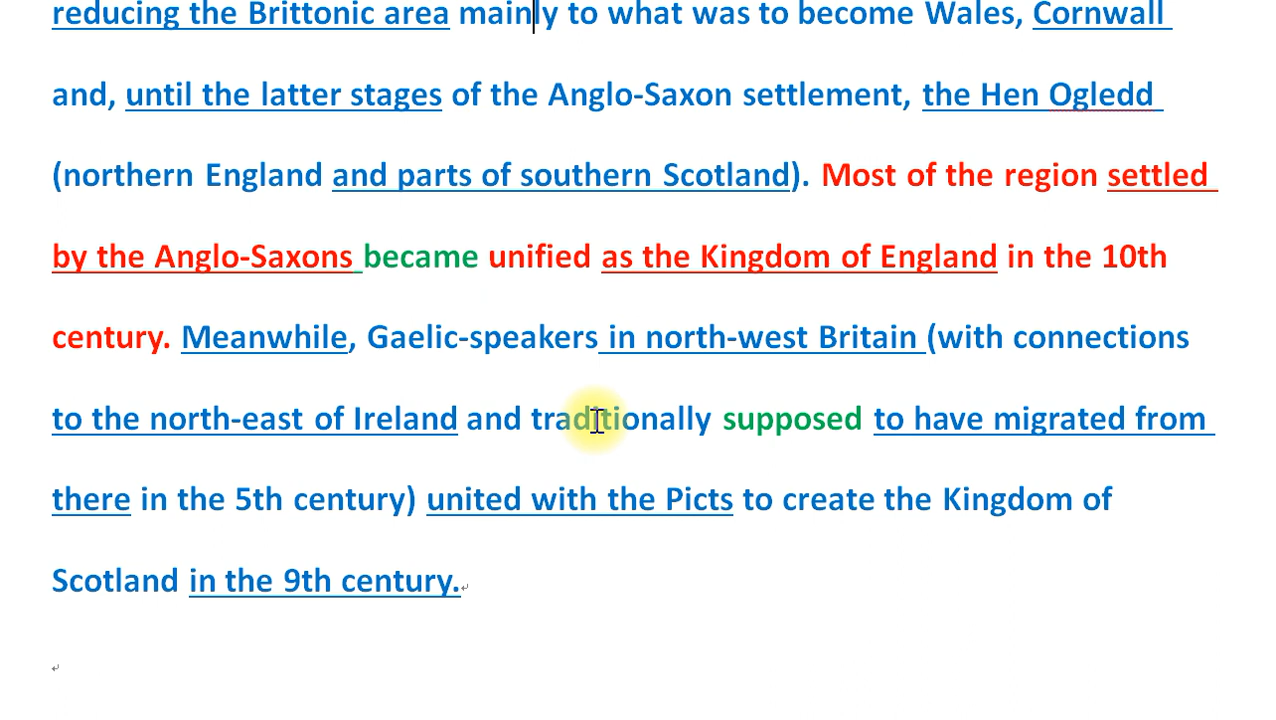 reducing the Brittonic area mainly to what was to become Wales, Cornwall
and, until the latter stages of the Anglo-Saxon settlement, the Hen Ogledd
(northern England and parts of southern Scotland). Most of the region settled
by the Anglo-Saxons became unified as the Kingdom of England in the 10th
century. Meanwhile, Gaelic-speakers in north-west Britain (with connections
to the north-east of Ireland and traditionally supposed to have migrated from
there in the 5th century) united with the Picts to create the Kingdom of
Scotland in the 9th century.